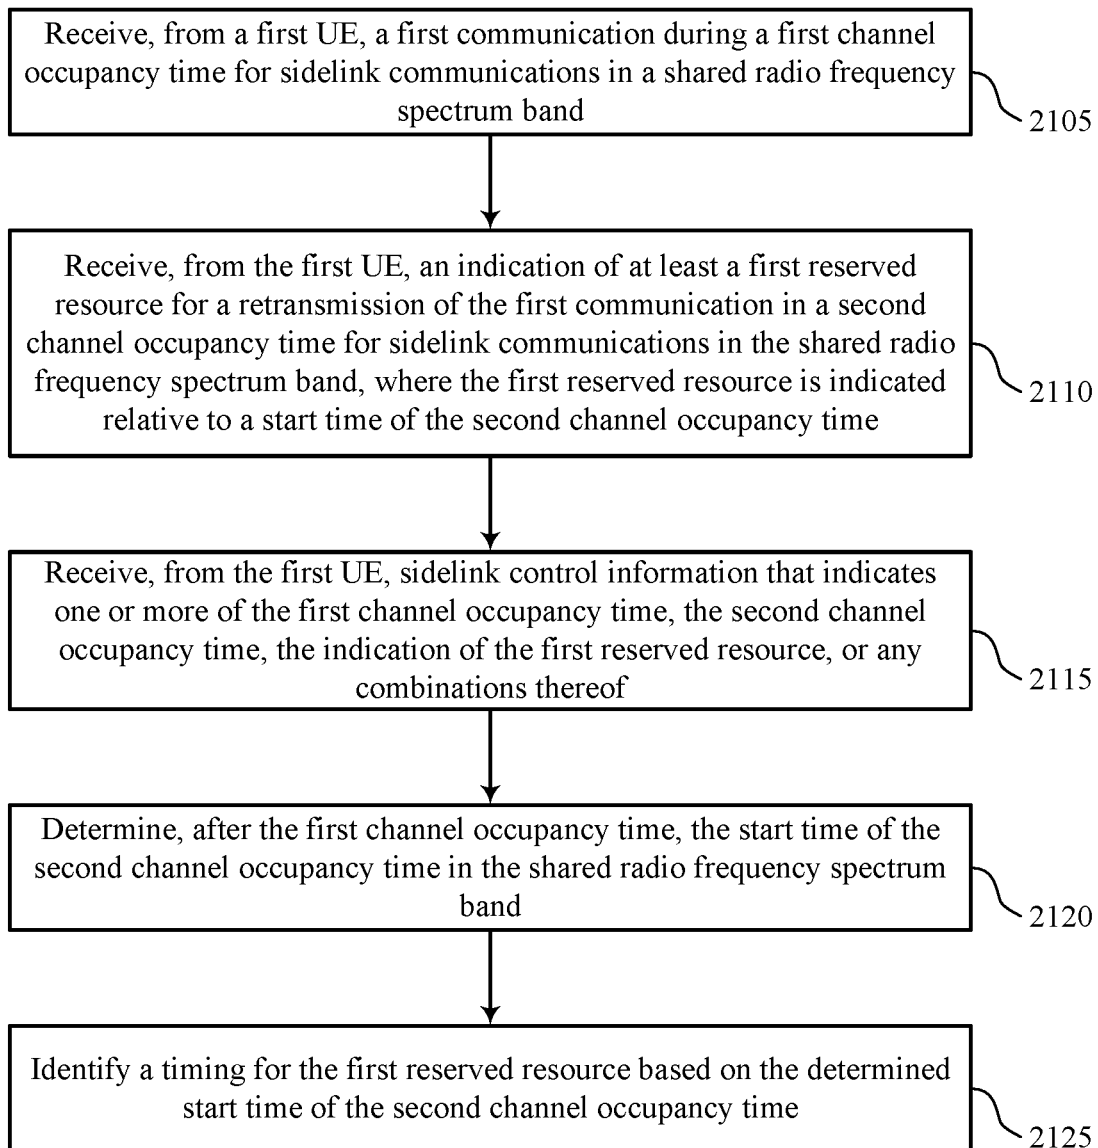 Receive, from a first UE, a first communication during a first channel
occupancy time for sidelink communications in a shared radio frequency
spectrum band
2105
Receive, from the first UE, an indication of at least a first reserved
resource for a retransmission of the first communication in a second
channel occupancy time for sidelink communications in the shared radio
frequency spectrum band, where the first reserved resource is indicated
relative to a start time of the second channel occupancy time
2110
Receive, from the first UE, sidelink control information that indicates
one or more of the first channel occupancy time, the second channel
occupancy time, the indication of the first reserved resource, or any
combinations thereof
2115
Determine, after the first channel occupancy time, the start time of the
second channel occupancy time in the shared radio frequency spectrum
band
2120
Identify a timing for the first reserved resource based on the determined
start time of the second channel occupancy time
2125